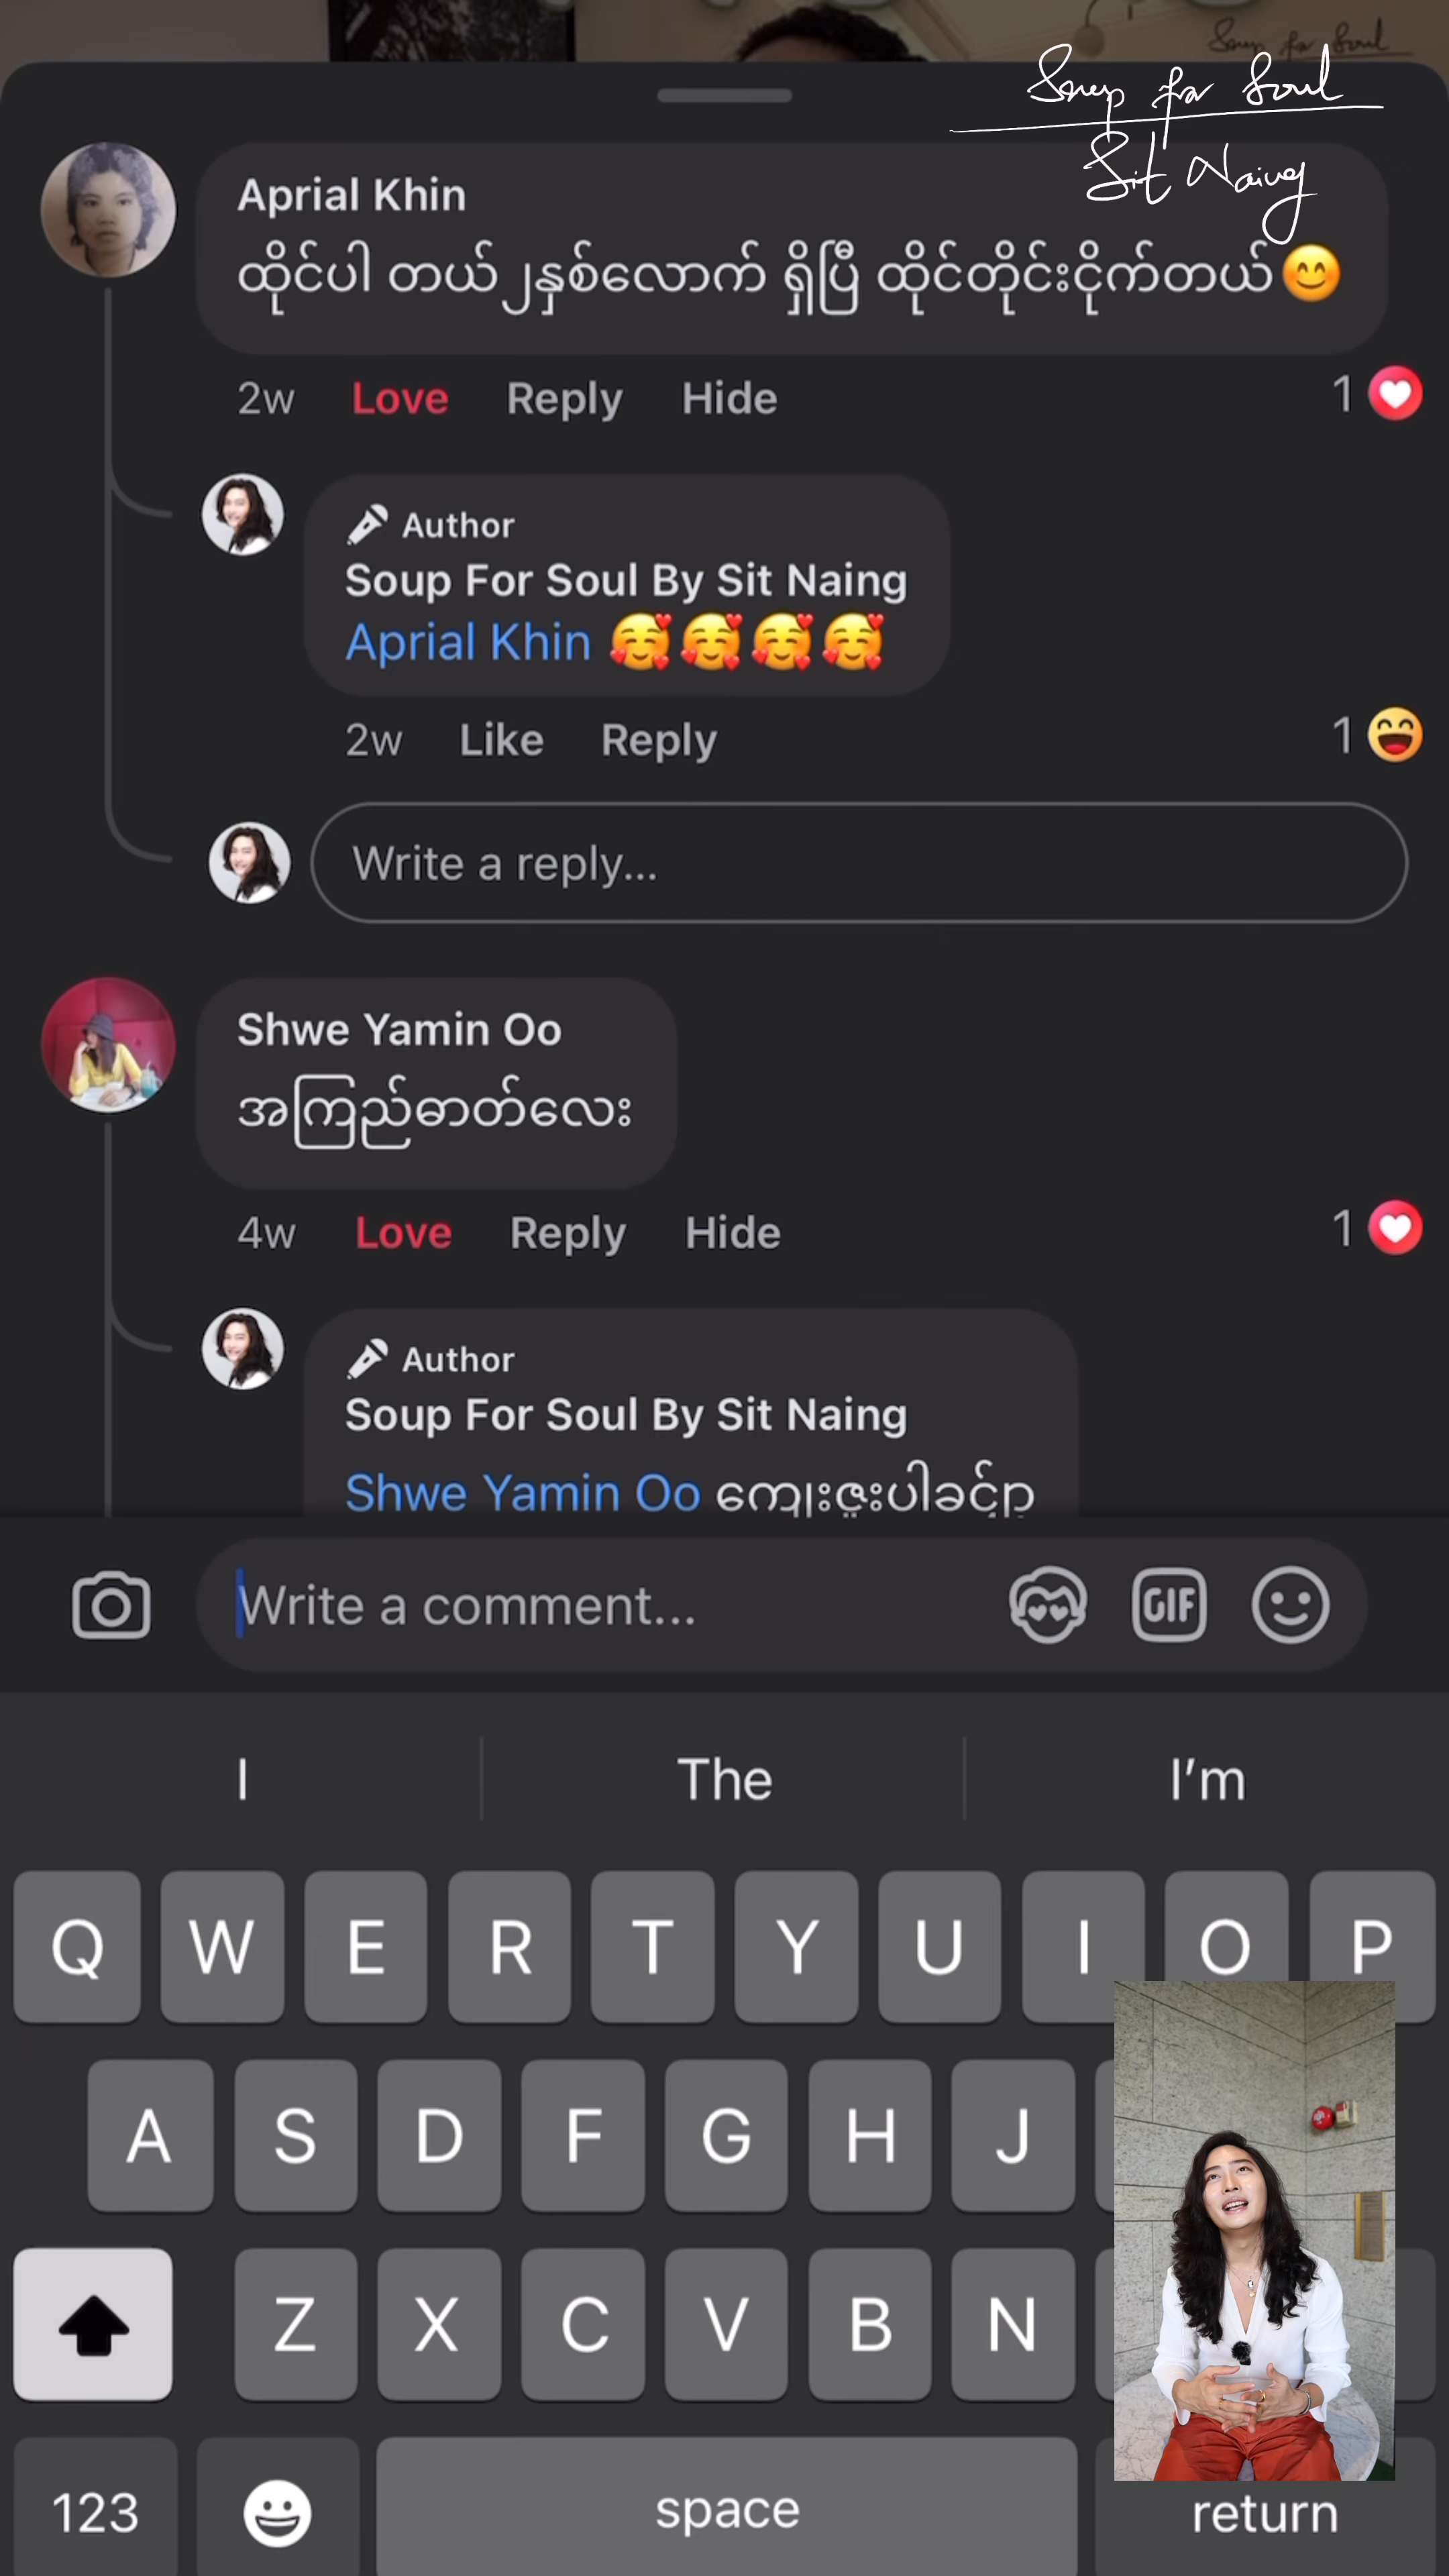 Soup for Soul
Soup for Soul
Sit Naing
Aprial Khin
ထိုင်ပါ တယ်၂နှစ်လောက် ရှိပြီ ထိုင်တိုင်းငိုက်တယ်😊
2w Love Reply Hide 1
Author
Soup For Soul By Sit Naing
Aprial Khin 🥰🥰🥰🥰
2w Like Reply 1
Write a reply...
Shwe Yamin Oo
အကြည်ဓာတ်လေး
4w Love Reply Hide 1
Author
Soup For Soul By Sit Naing
Shwe Yamin Oo ကျေးဇူးပါခင်ဗျာ
Write a comment...
GIF
I The I’m
Q W E R T Y U I O P
A S D F G H J
Z X C V B N
123 space return